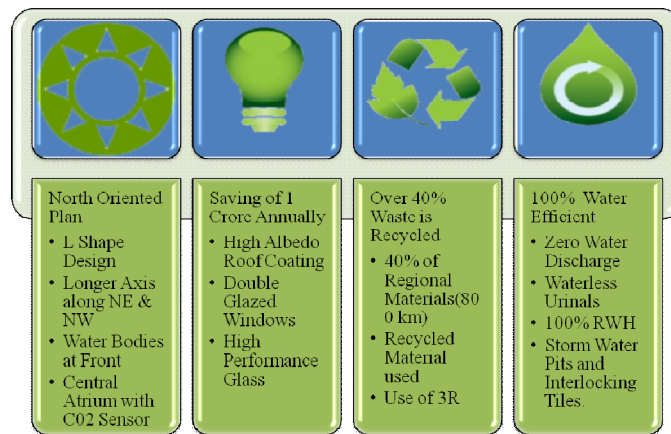 North Oriented
Plan
• L Shape
Design
• Longer Axis
along NE &
NW
• Water Bodies
at Front
• Central
Atrium with
C02 Sensor
Saving of 1
Crore Annually
• High Albedo
Roof Coating
• Double
Glazed
Windows
• High
Performance
Glass
Over 40%
Waste is
Recycled
• 40% of
Regional
Materials(80
0 km)
• Recycled
Material
used
• Use of 3R
100% Water
Efficient
• Zero Water
Discharge
• Waterless
Urinals
• 100% RWH
• Storm Water
Pits and
Interlocking
Tiles.